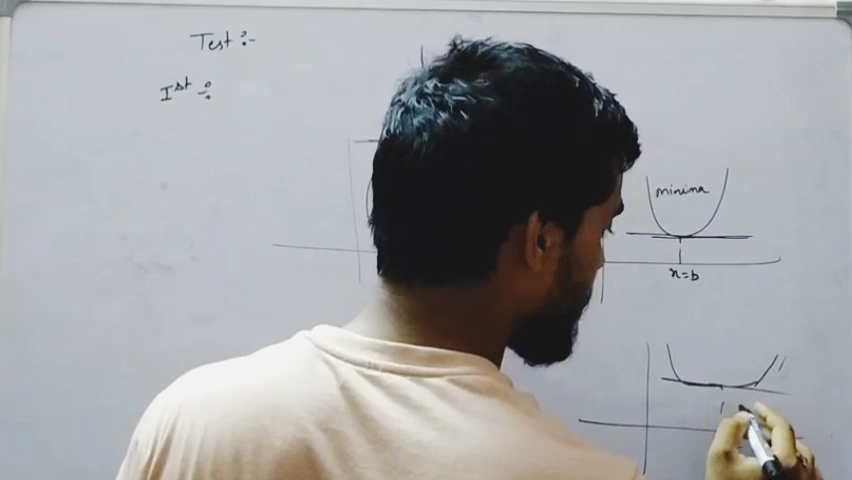 Test :-
Ist :-
minima
x=b